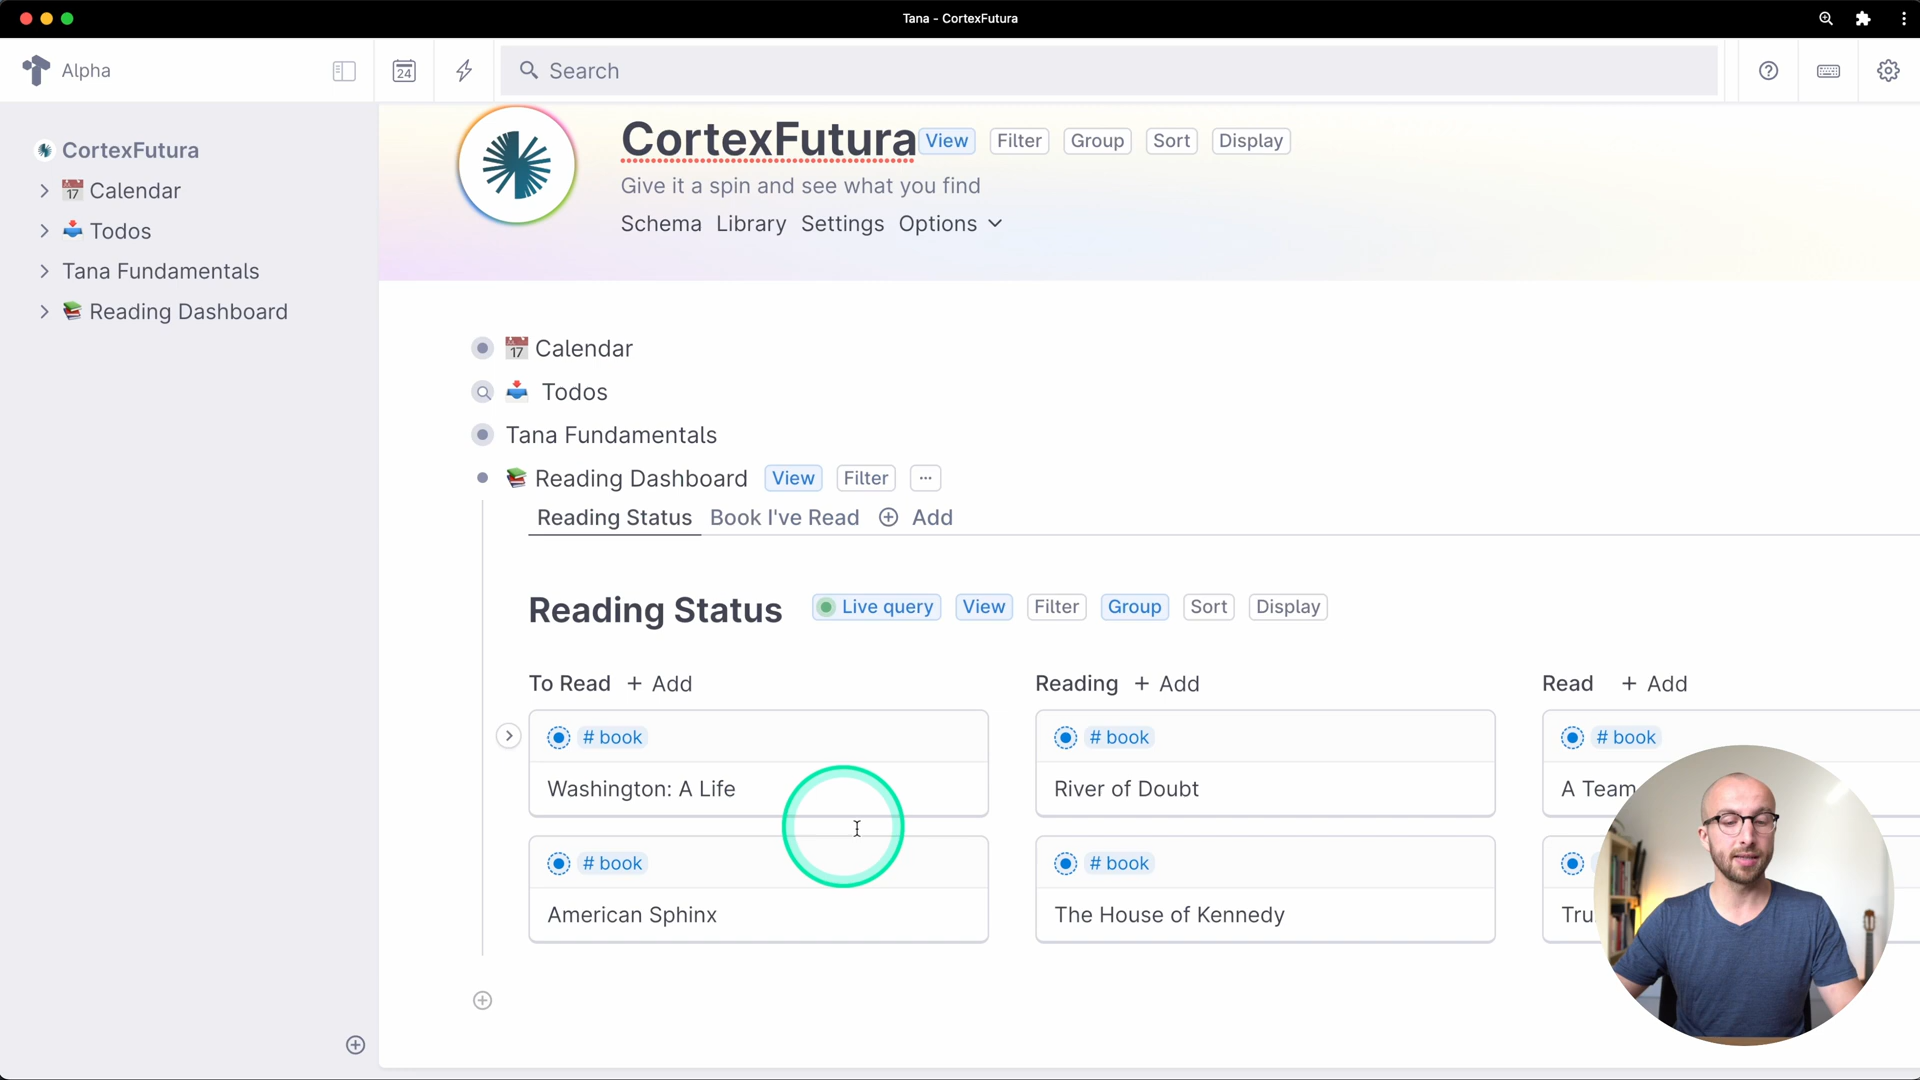 Tana - CortexFutura
Alpha
24
Search
CortexFutura
Calendar
Todos
Tana Fundamentals
Reading Dashboard
CortexFutura View Filter Group Sort Display
Give it a spin and see what you find
Schema Library Settings Options
17 Calendar
Todos
Tana Fundamentals
Reading Dashboard View Filter ...
Reading Status Book I've Read Add
Reading Status Live query View Filter Group Sort Display
To Read + Add Reading + Add Read + Add
# book # book # book
Washington: A Life River of Doubt A Team
# book # book
American Sphinx The House of Kennedy Tru